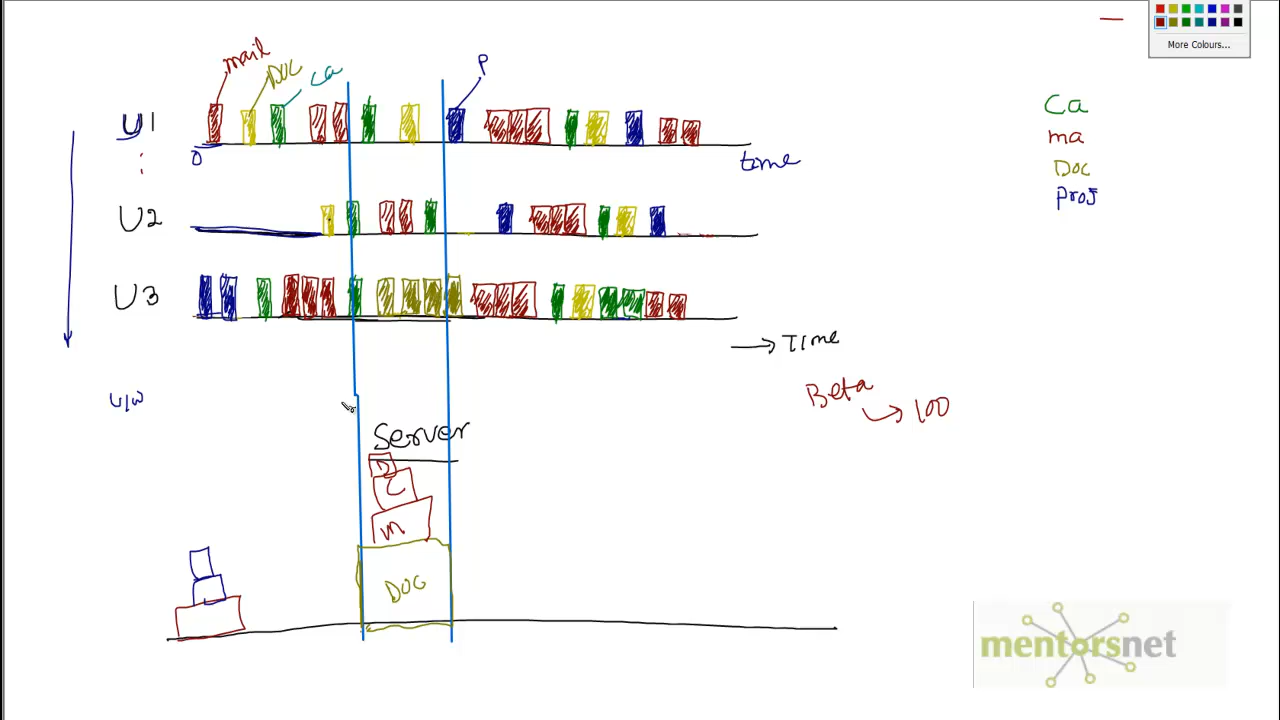 More Colours...
mail
DOC
Ca
P
U1
0
time
Ca
ma
DOC
Proj
U2
U3
Time
Beta
100
U/W
Server
D
C
M
DOC
mentorsnet